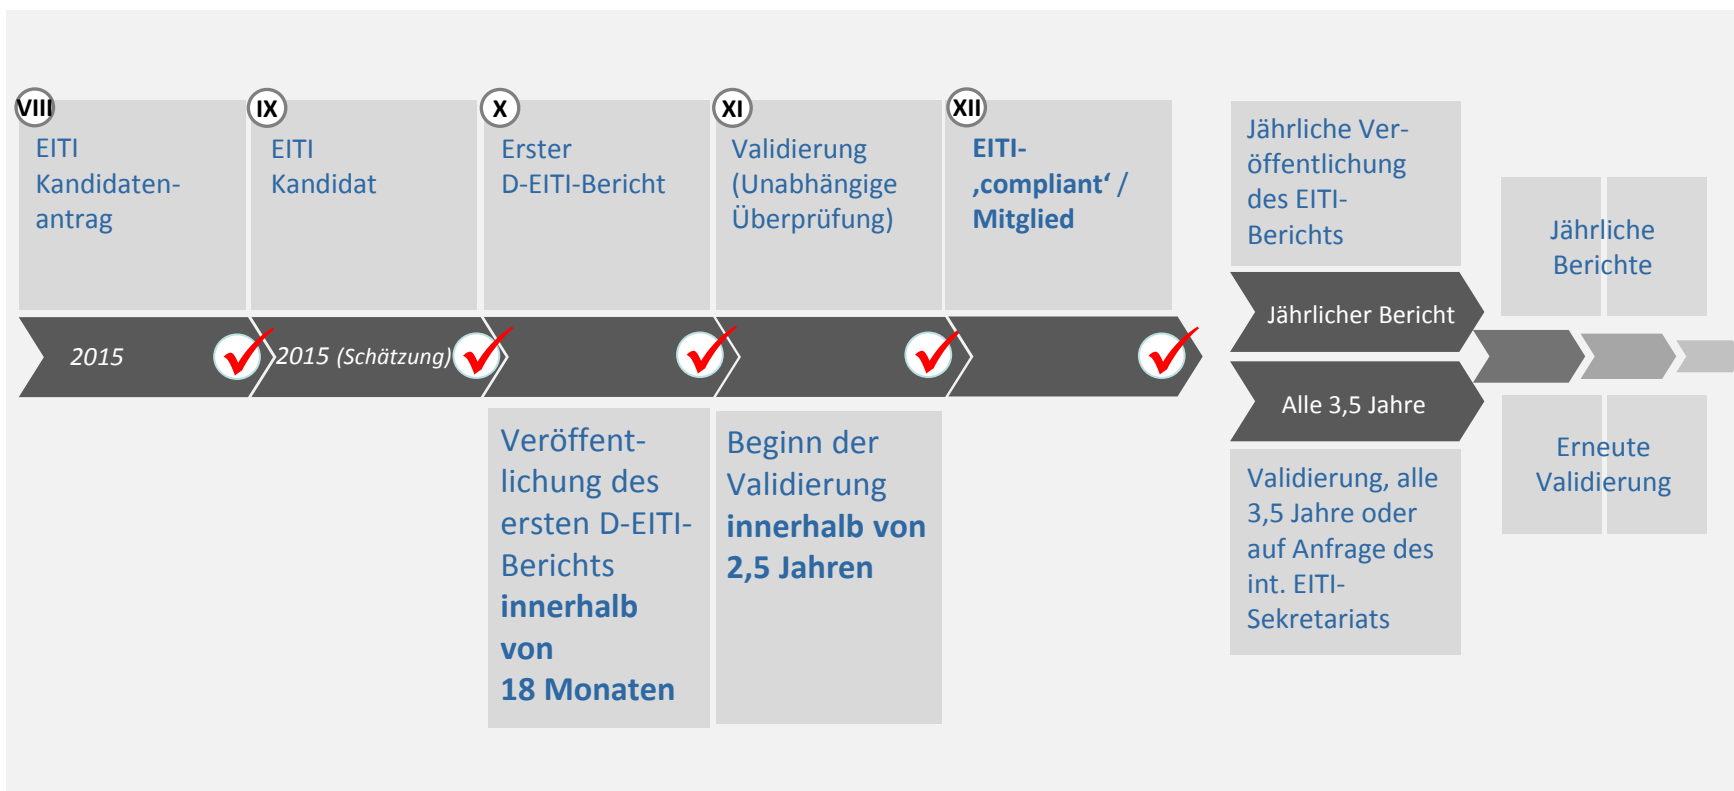 VIII
EITI
Kandidaten-
antrag
IX
EITI
Kandidat
X
Erster
D-EITI-Bericht
XI
Validierung
(Unabhängige
Überprüfung)
XII
EITI-
‚compliant‘ /
Mitglied
2015
2015 (Schätzung)
Veröffent-
lichung des
ersten D-EITI-
Berichts
innerhalb
von
18 Monaten
Beginn der
Validierung
innerhalb von
2,5 Jahren
Jährliche Ver-
öffentlichung
des EITI-
Berichts
Jährlicher Bericht
Alle 3,5 Jahre
Validierung, alle
3,5 Jahre oder
auf Anfrage des
int. EITI-
Sekretariats
Jährliche
Berichte
Erneute
Validierung